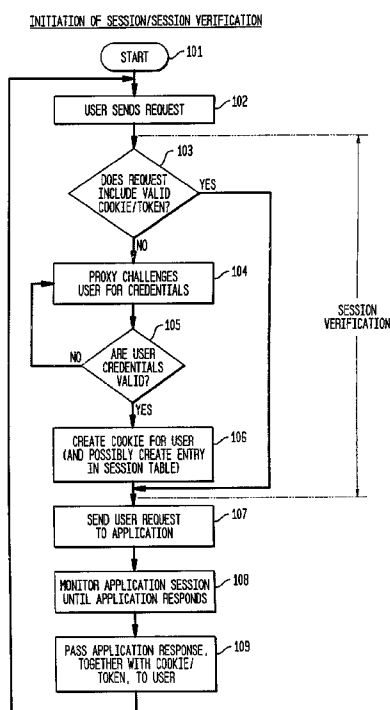 INITIATION OF SESSION/SESSION VERIFICATION
START
101
USER SENDS REQUEST
102
103
DOES REQUEST
INCLUDE VALID
COOKIE/TOKEN?
YES
NO
PROXY CHALLENGES
USER FOR CREDENTIALS
104
105
NO
ARE USER
CREDENTIALS
VALID?
YES
SESSION
VERIFICATION
CREATE COOKIE FOR USER
(AND POSSIBLY CREATE ENTRY
IN SESSION TABLE)
106
SEND USER REQUEST
TO APPLICATION
107
MONITOR APPLICATION SESSION
UNTIL APPLICATION RESPONDS
108
PASS APPLICATION RESPONSE,
TOGETHER WITH COOKIE/
TOKEN, TO USER
109